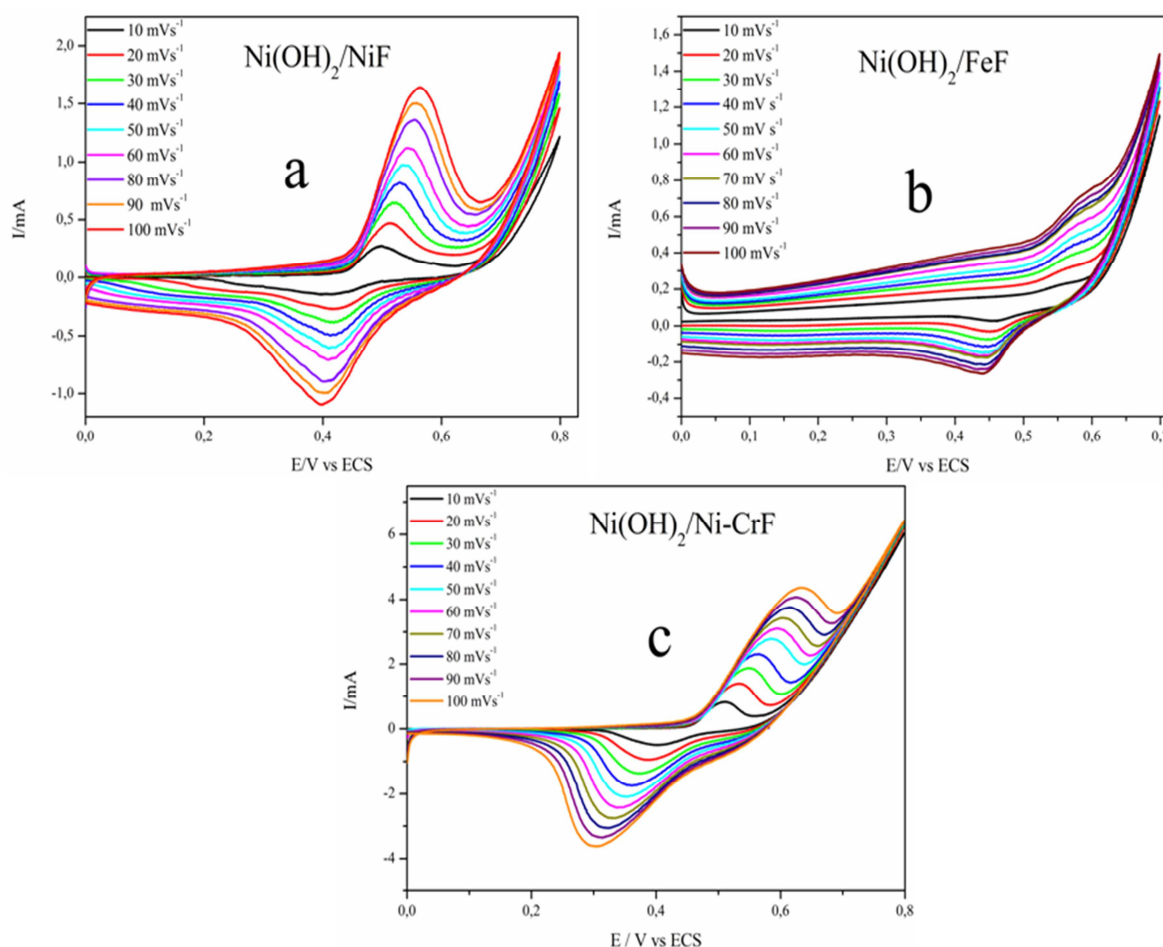 10 mVs⁻¹
20 mVs⁻¹
30 mVs⁻¹
40 mVs⁻¹
50 mVs⁻¹
60 mVs⁻¹
80 mVs⁻¹
90 mVs⁻¹
100 mVs⁻¹
Ni(OH)₂/NiF
a
2,0
1,5
1,0
0,5
0,0
-0,5
-1,0
I/mA
0,0 0,2 0,4 0,6 0,8
E/V vs ECS
10 mVs⁻¹
20 mVs⁻¹
30 mVs⁻¹
40 mV s⁻¹
50 mV s⁻¹
60 mVs⁻¹
70 mV s⁻¹
80 mVs⁻¹
90 mVs⁻¹
100 mVs⁻¹
Ni(OH)₂/FeF
b
1,6
1,4
1,2
1,0
0,8
0,6
0,4
0,2
0,0
-0,2
-0,4
I/mA
0,0 0,1 0,2 0,3 0,4 0,5 0,6
E/V vs ECS
10 mVs⁻¹
20 mVs⁻¹
30 mVs⁻¹
40 mVs⁻¹
50 mVs⁻¹
60 mVs⁻¹
70 mVs⁻¹
80 mVs⁻¹
90 mVs⁻¹
100 mVs⁻¹
Ni(OH)₂/Ni-CrF
c
6
4
2
0
-2
-4
I/mA
0,0 0,2 0,4 0,6 0,8
E / V vs ECS